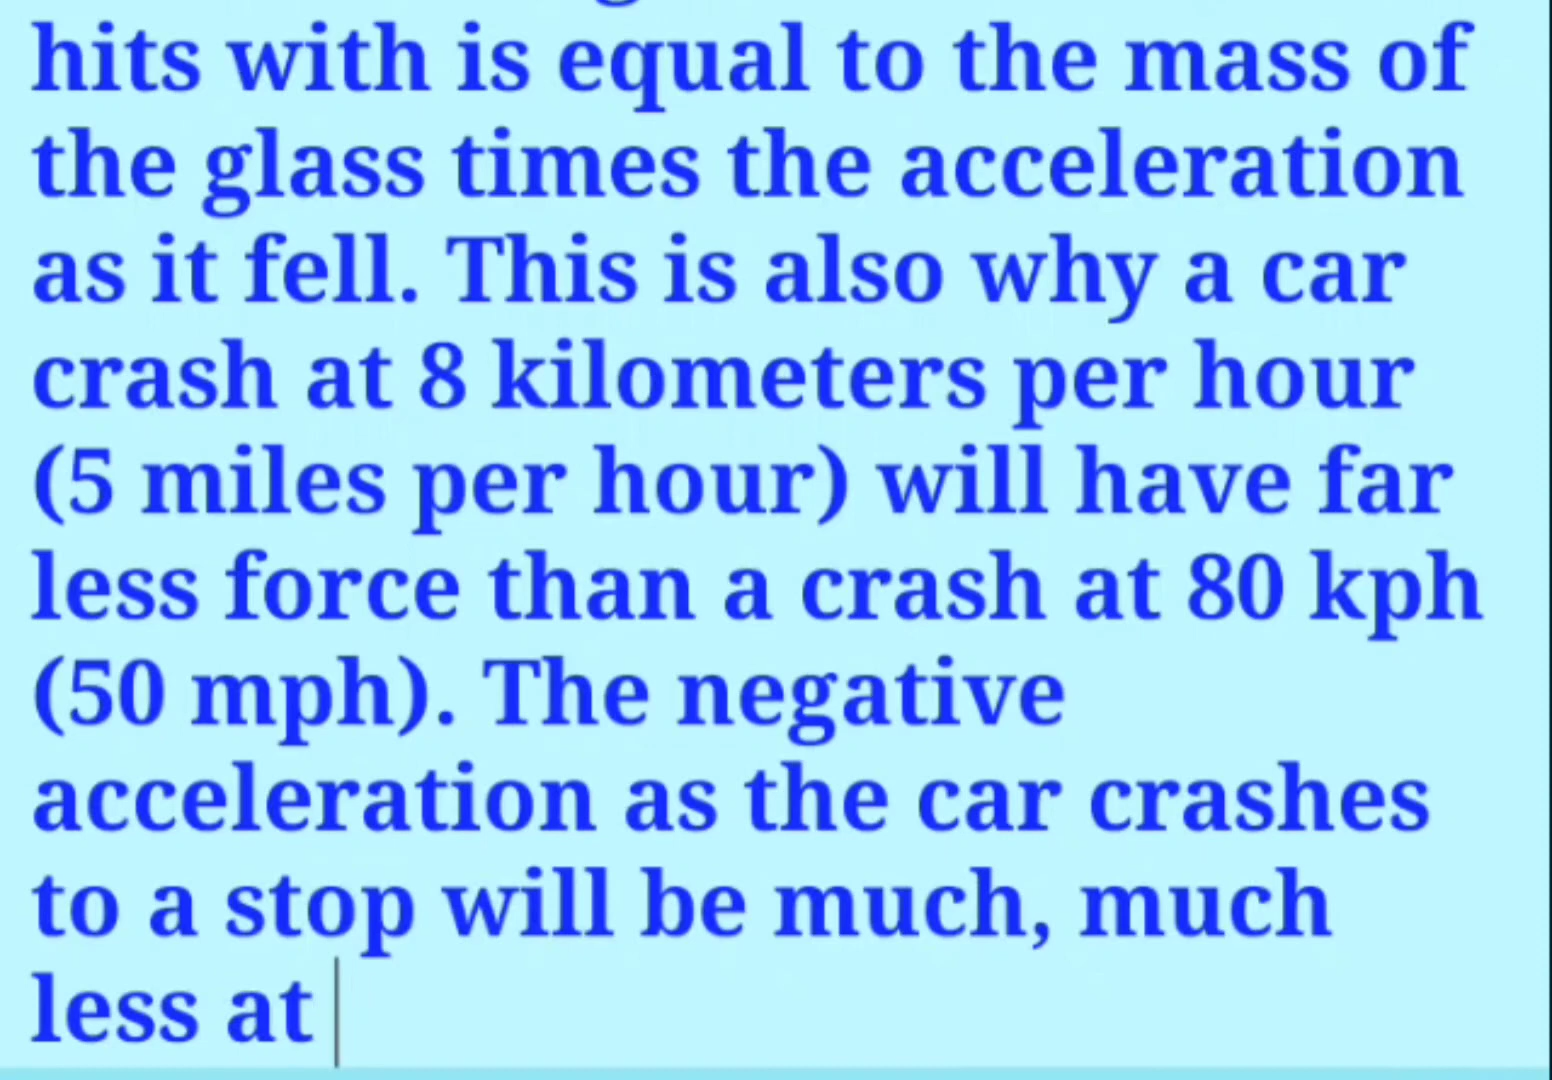 hits with is equal to the mass of
the glass times the acceleration
as it fell. This is also why a car
crash at 8 kilometers per hour
(5 miles per hour) will have far
less force than a crash at 80 kph
(50 mph). The negative
acceleration as the car crashes
to a stop will be much, much
less at